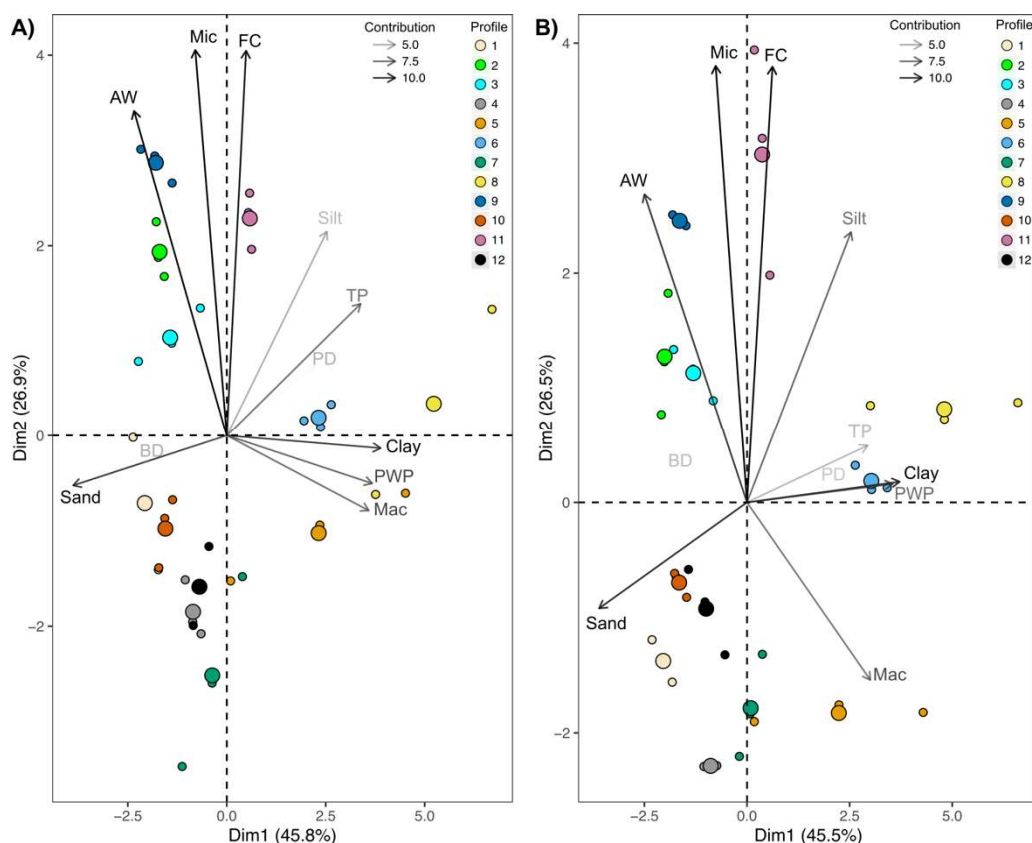 A)
Contribution
5.0
7.5
10.0
Profile
1
2
3
4
5
6
7
8
9
10
11
12
Mic
FC
AW
Silt
TP
PD
Clay
PWP
Mac
BD
Sand
4
2
0
-2
Dim2 (26.9%)
-2.5
0.0
2.5
5.0
Dim1 (45.8%)
B)
Contribution
5.0
7.5
10.0
Profile
1
2
3
4
5
6
7
8
9
10
11
12
Mic
FC
AW
Silt
TP
BD
PD
Clay
PWP
Sand
Mac
4
2
0
-2
Dim2 (26.5%)
-2.5
0.0
2.5
5.0
Dim1 (45.5%)